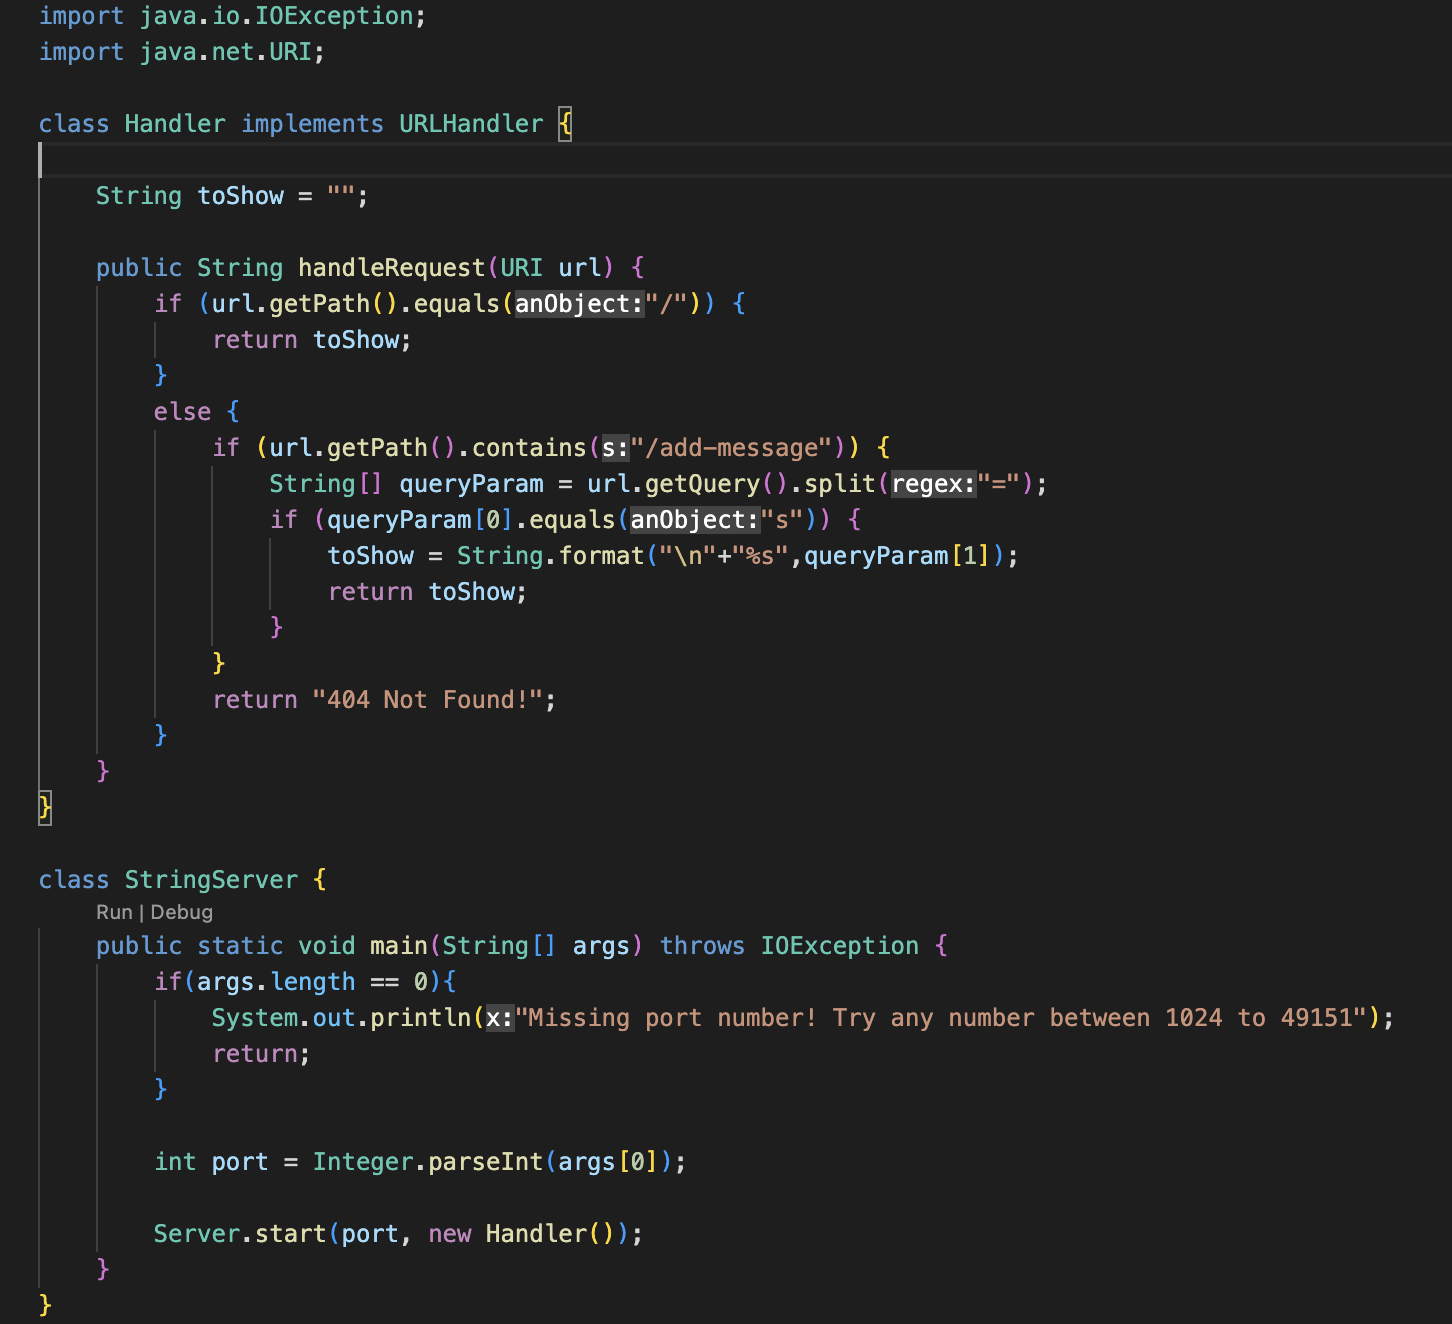 import java.io.IOException;
import java.net.URI;
class Handler implements URLHandler {
String toShow = "";
public String handleRequest(URI url) {
if (url.getPath().equals(anObject:"/")) {
return toShow;
}
else {
if (url.getPath().contains(s:"/add-message")) {
String[] queryParam = url.getQuery().split(regex:"=");
if (queryParam[0].equals(anObject:"s")) {
toShow = String.format("\n"+"%s",queryParam[1]);
return toShow;
}
}
return "404 Not Found!";
}
}
}
class StringServer {
Run | Debug
public static void main(String[] args) throws IOException {
if(args.length == 0){
System.out.println(x:"Missing port number! Try any number between 1024 to 49151");
return;
}
int port = Integer.parseInt(args[0]);
Server.start(port, new Handler());
}
}